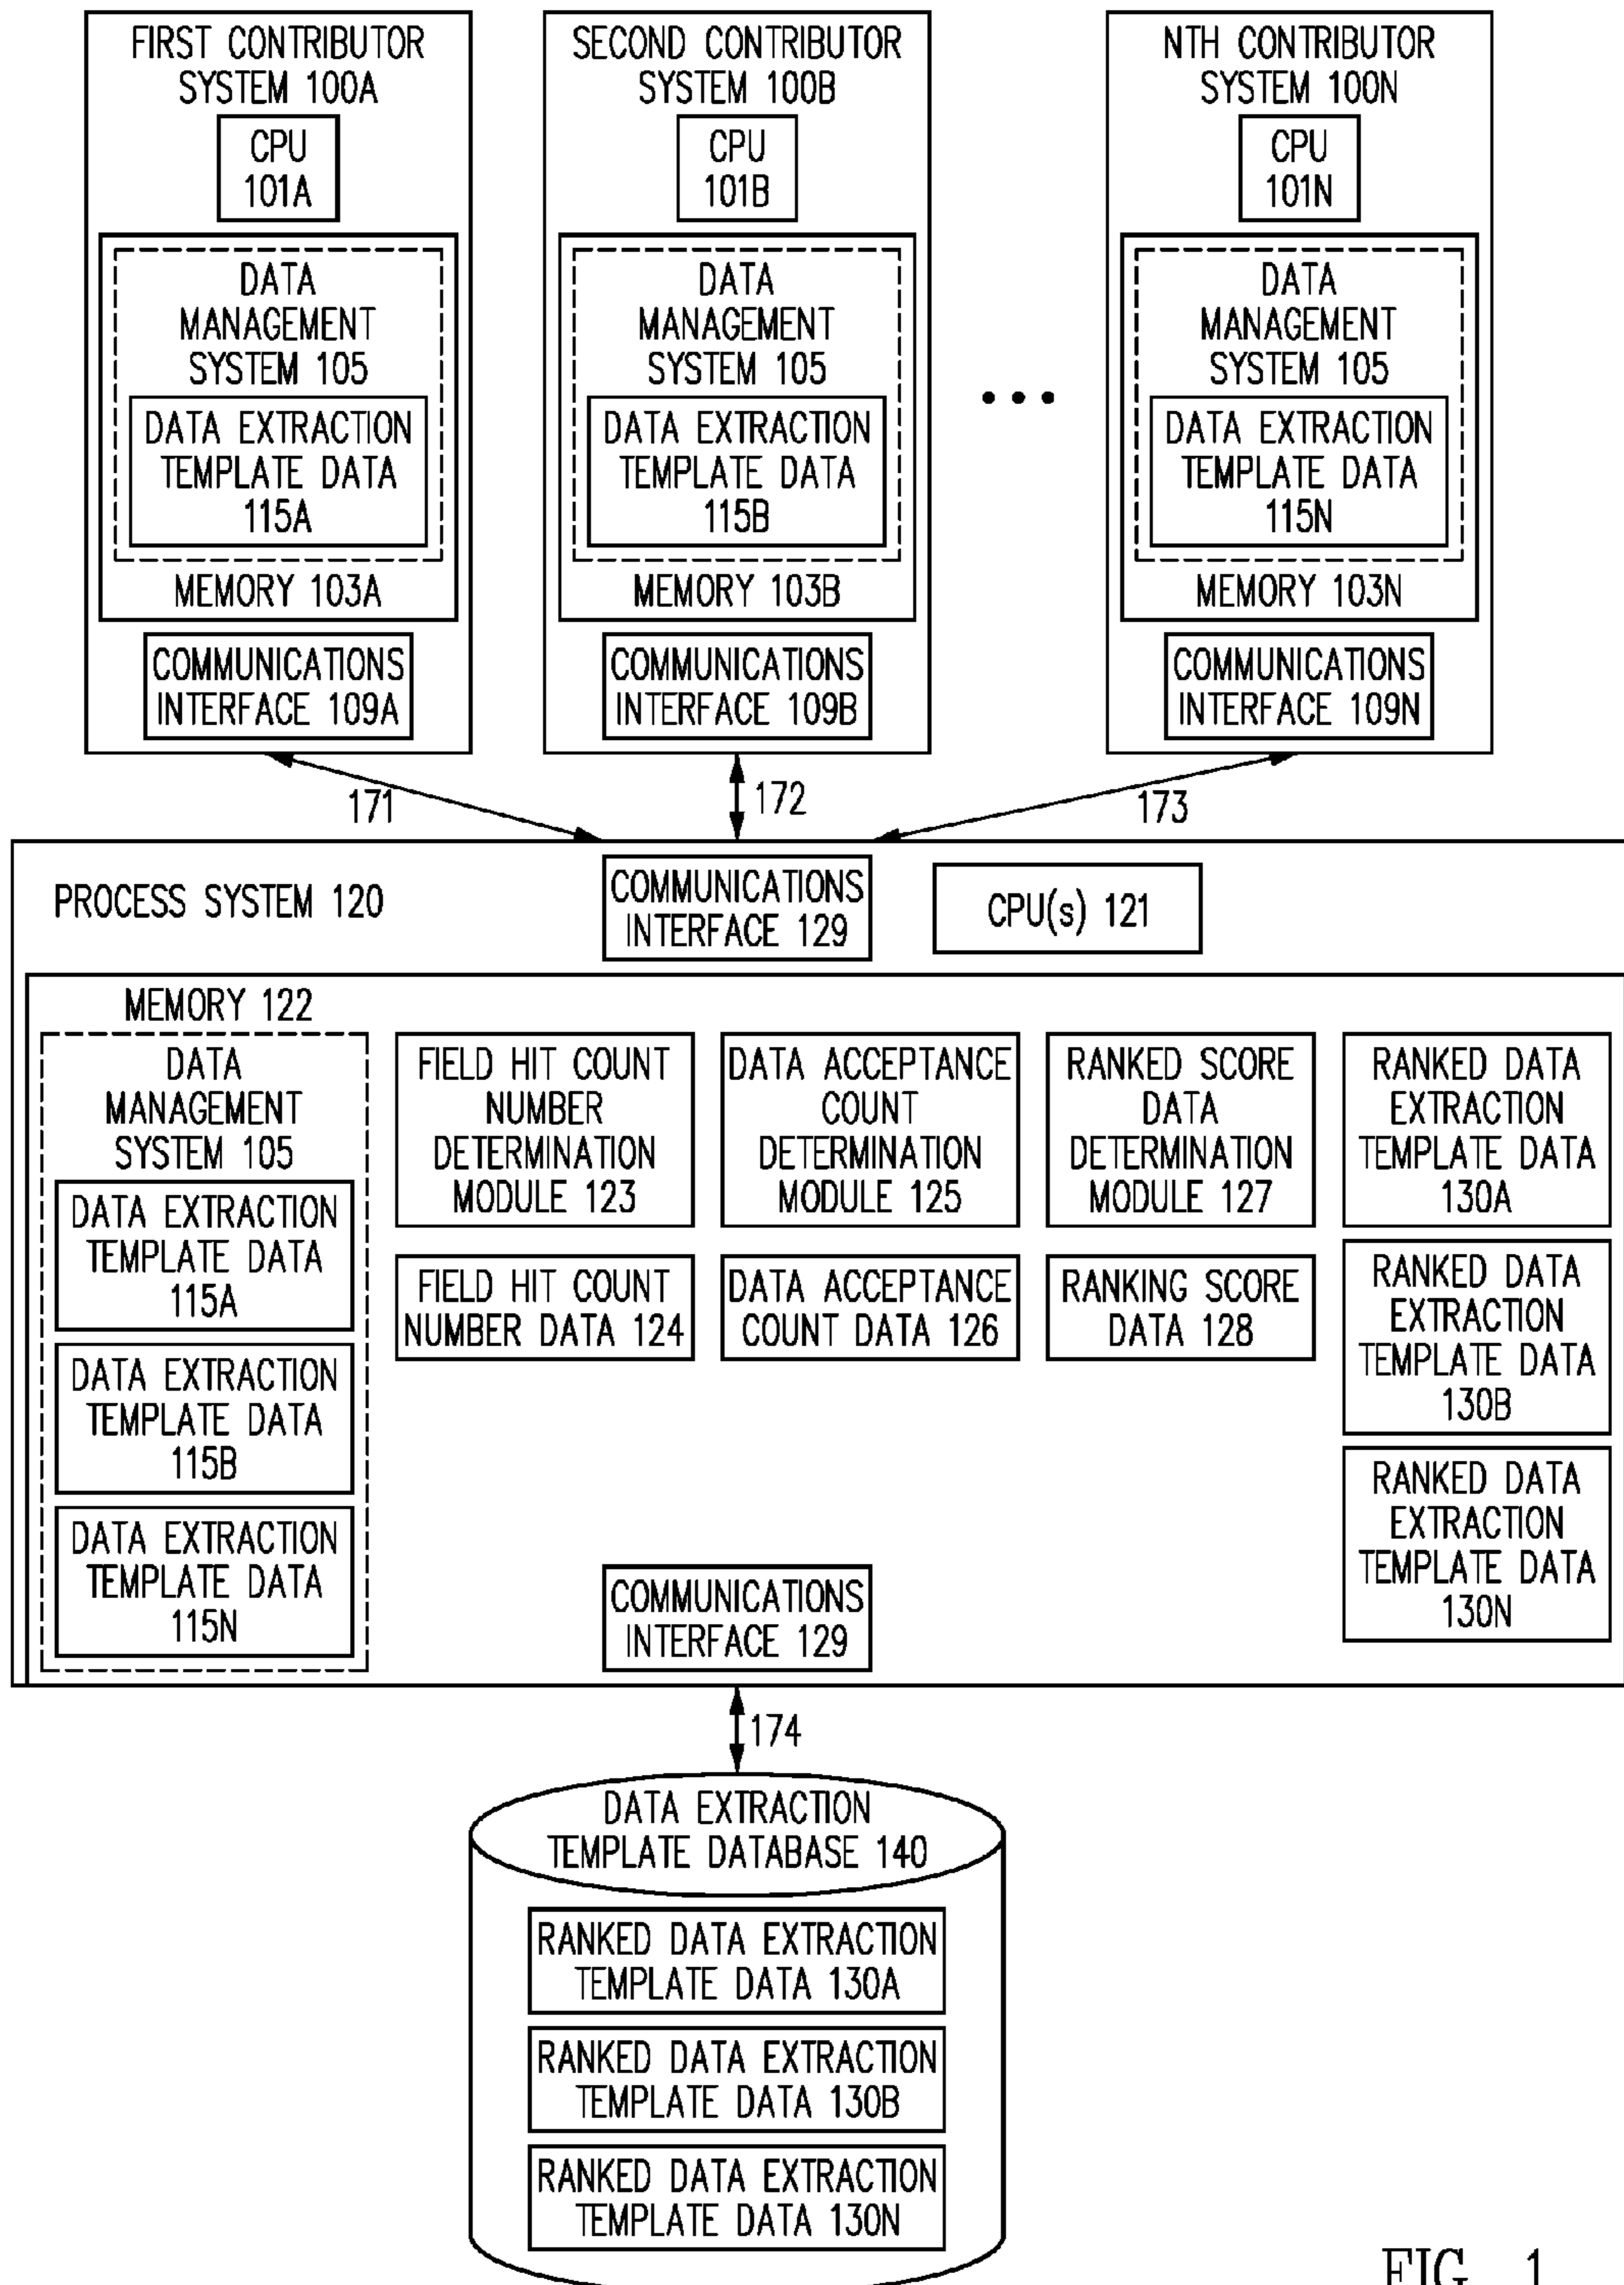 FIRST CONTRIBUTOR
SYSTEM 100A
CPU
101A
DATA
MANAGEMENT
SYSTEM 105
DATA EXTRACTION
TEMPLATE DATA
115A
MEMORY 103A
COMMUNICATIONS
INTERFACE 109A
SECOND CONTRIBUTOR
SYSTEM 100B
CPU
101B
DATA
MANAGEMENT
SYSTEM 105
DATA EXTRACTION
TEMPLATE DATA
115B
MEMORY 103B
COMMUNICATIONS
INTERFACE 109B
• • •
NTH CONTRIBUTOR
SYSTEM 100N
CPU
101N
DATA
MANAGEMENT
SYSTEM 105
DATA EXTRACTION
TEMPLATE DATA
115N
MEMORY 103N
COMMUNICATIONS
INTERFACE 109N
171
172
173
PROCESS SYSTEM 120
COMMUNICATIONS
INTERFACE 129
CPU(s) 121
MEMORY 122
DATA
MANAGEMENT
SYSTEM 105
DATA EXTRACTION
TEMPLATE DATA
115A
DATA EXTRACTION
TEMPLATE DATA
115B
DATA EXTRACTION
TEMPLATE DATA
115N
FIELD HIT COUNT
NUMBER
DETERMINATION
MODULE 123
FIELD HIT COUNT
NUMBER DATA 124
DATA ACCEPTANCE
COUNT
DETERMINATION
MODULE 125
DATA ACCEPTANCE
COUNT DATA 126
RANKED SCORE
DATA
DETERMINATION
MODULE 127
RANKING SCORE
DATA 128
RANKED DATA
EXTRACTION
TEMPLATE DATA
130A
RANKED DATA
EXTRACTION
TEMPLATE DATA
130B
RANKED DATA
EXTRACTION
TEMPLATE DATA
130N
COMMUNICATIONS
INTERFACE 129
174
DATA EXTRACTION
TEMPLATE DATABASE 140
RANKED DATA EXTRACTION
TEMPLATE DATA 130A
RANKED DATA EXTRACTION
TEMPLATE DATA 130B
RANKED DATA EXTRACTION
TEMPLATE DATA 130N
FIG. 1